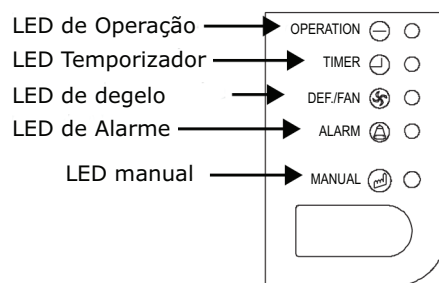 LED de Operação OPERATION
LED Temporizador TIMER
LED de degelo DEF./FAN
LED de Alarme ALARM
LED manual MANUAL